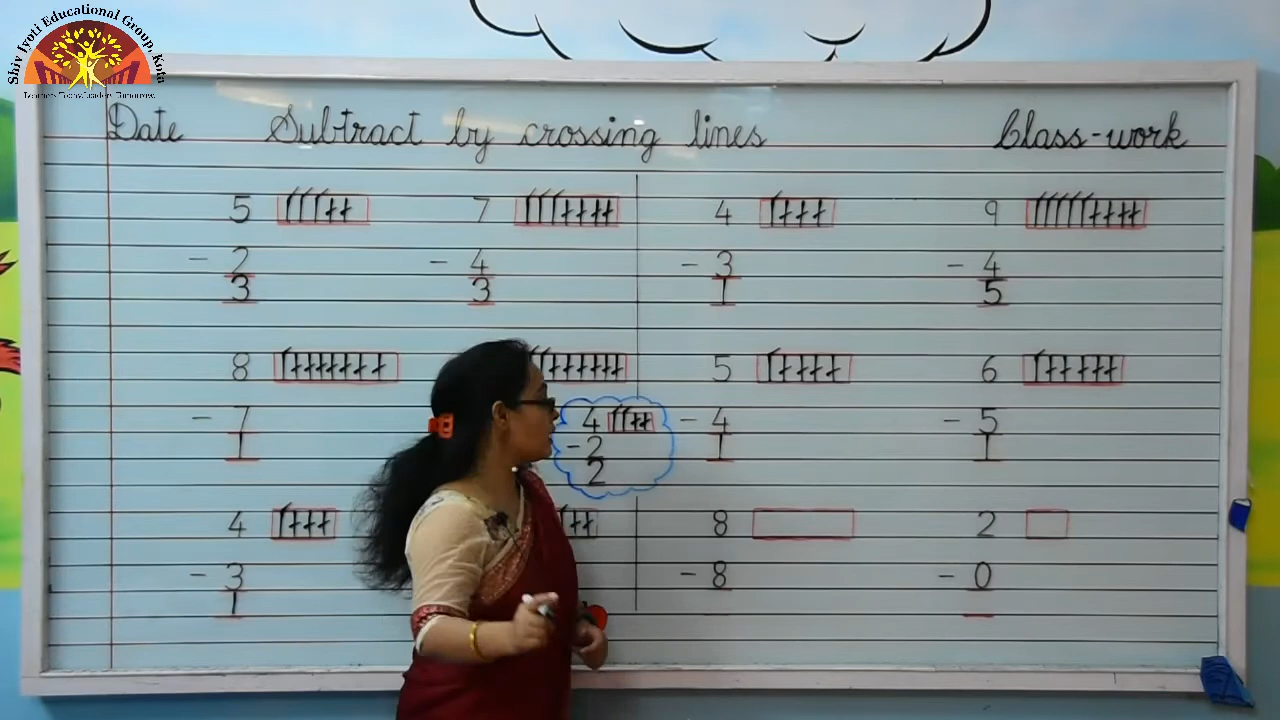 Shiv Jyoti Educational Group, Kota
Date Subtract by crossing lines Class-work
5 7 4 9
- 2 - 4 - 3 - 4
3 3 1 5
8 5 6
- 7 - 4 - 5
1 1 1
4
- 2
2
4 8 2
- 3 - 8 - 0
1